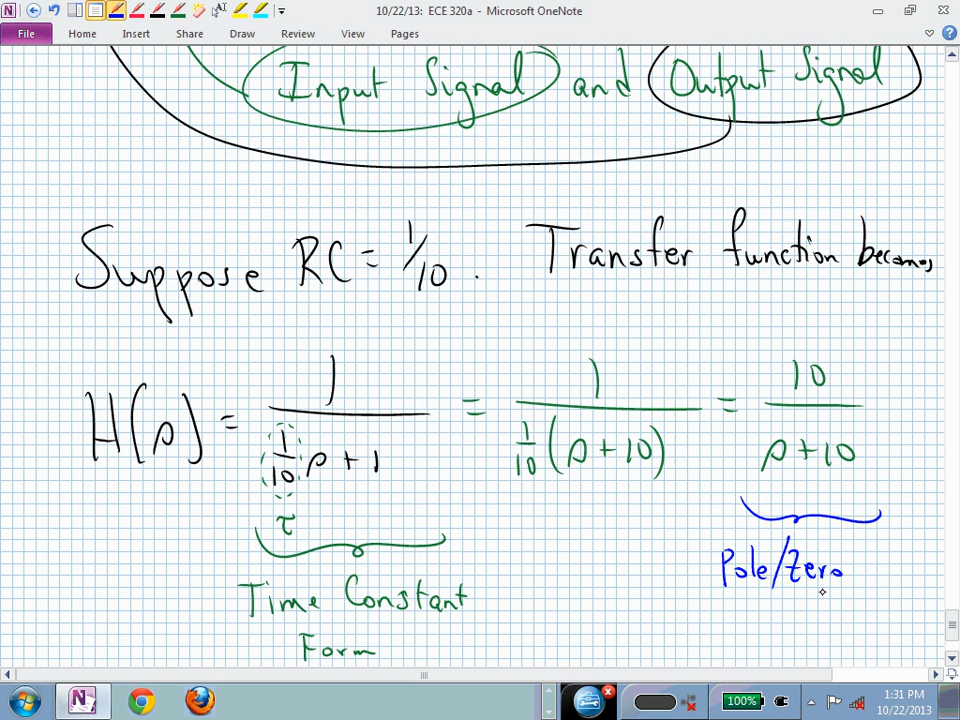 10/22/13: ECE 320a - Microsoft OneNote
File Home Insert Share Draw Review View Pages
Input Signal and Output Signal
Suppose RC = 1/10. Transfer function becomes
H(s) = 1 / (1/10 s + 1) = 1 / (1/10 (s + 10)) = 10 / (s + 10)
τ
Time Constant
Form
Pole/Zero
100%
1:31 PM
10/22/2013